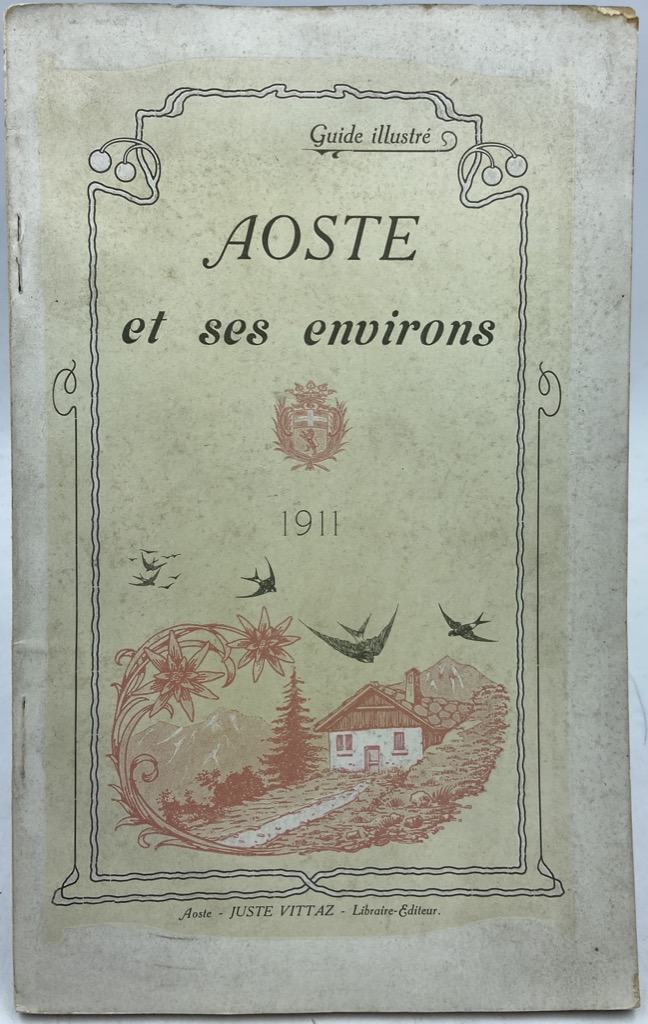 Guide illustré
AOSTE
et ses environs
1911
Aoste - JUSTE VITTAZ - Libraire-Éditeur.